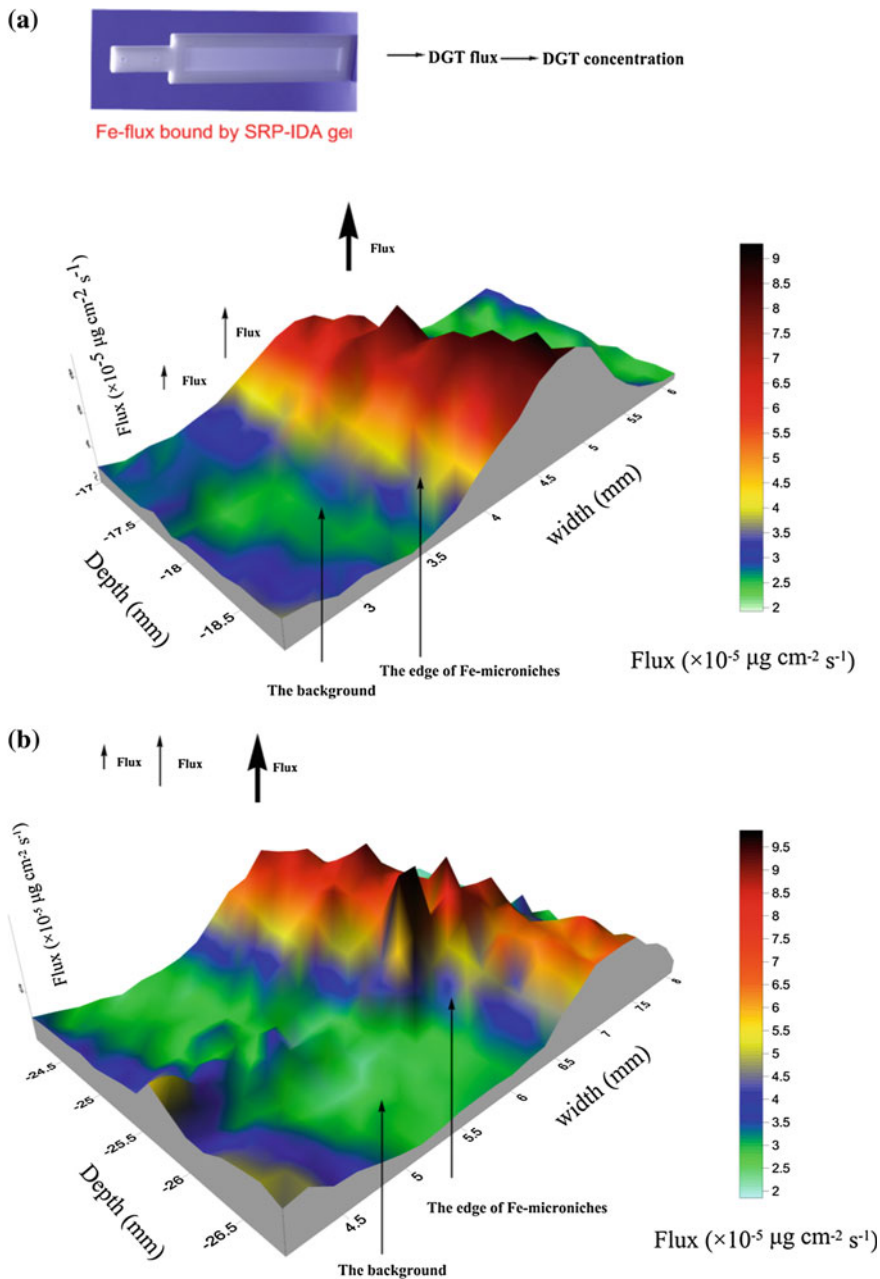 (a)
DGT flux
DGT concentration
Fe-flux bound by SRP-IDA gel
Flux
Flux
Flux
Flux (×10-5 µg cm-2 s-1)
-17
-17.5
-18
-18.5
Depth (mm)
3
3.5
4
4.5
5
5.5
6
width (mm)
The background
The edge of Fe-microniches
9
8.5
8
7.5
7
6.5
6
5.5
5
4.5
4
3.5
3
2.5
2
Flux (×10-5 µg cm-2 s-1)
(b)
Flux
Flux
Flux
Flux (×10-5 µg cm-2 s-1)
-24.5
-25
-25.5
-26
-26.5
Depth (mm)
4.5
5
5.5
6
6.5
7
7.5
8
width (mm)
The edge of Fe-microniches
The background
9.5
9
8.5
8
7.5
7
6.5
6
5.5
5
4.5
4
3.5
3
2.5
2
Flux (×10-5 µg cm-2 s-1)